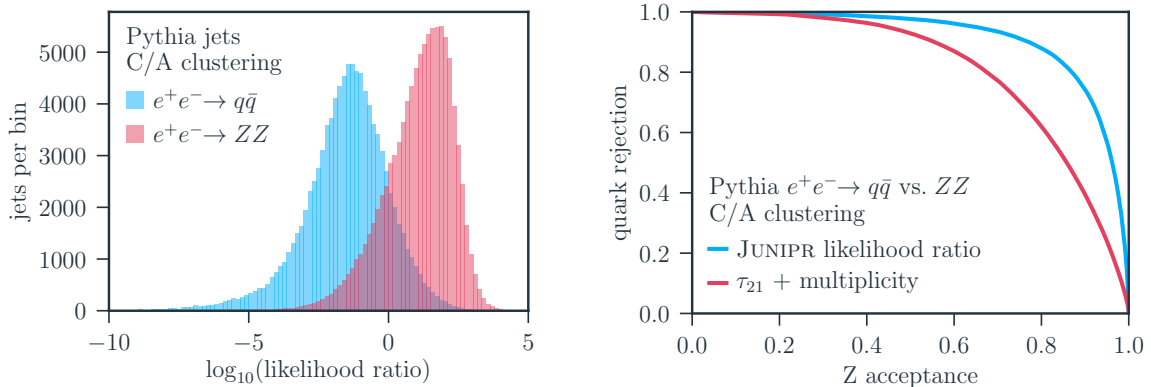 jets per bin
5000
4000
3000
2000
1000
0
Pythia jets
C/A clustering
e⁺e⁻→ qq̄
e⁺e⁻→ ZZ
−10
−5
0
5
log₁₀(likelihood ratio)
quark rejection
1.0
0.8
0.6
0.4
0.2
0.0
Pythia e⁺e⁻→ qq̄ vs. ZZ
C/A clustering
JUNIPR likelihood ratio
τ₂₁ + multiplicity
0.0
0.2
0.4
0.6
0.8
1.0
Z acceptance